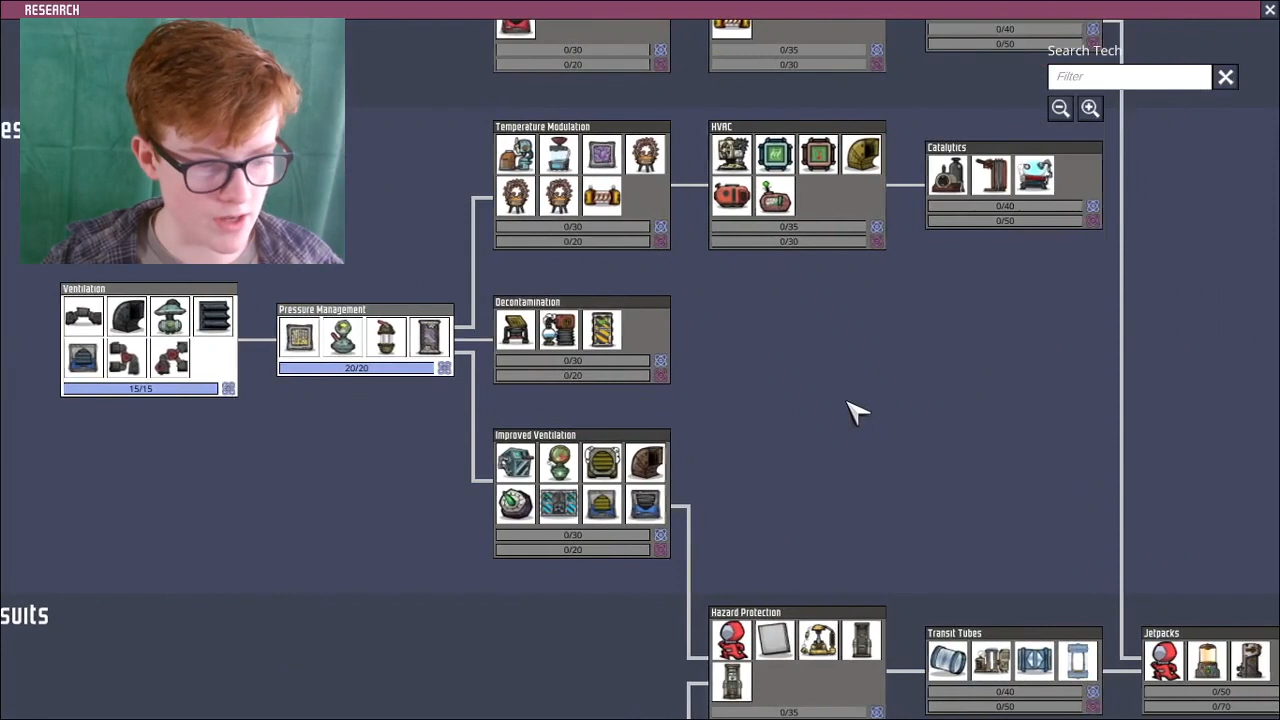 RESEARCH
0/30
0/20
0/35
0/30
0/40
0/50
Search Tech
Filter
es
Temperature Modulation
0/30
0/20
HVAC
0/35
0/30
Catalytics
0/40
0/50
Ventilation
15/15
Pressure Management
20/20
Decontamination
0/30
0/20
Improved Ventilation
0/30
0/20
suits
Hazard Protection
0/35
Transit Tubes
0/40
0/50
Jetpacks
0/50
0/70